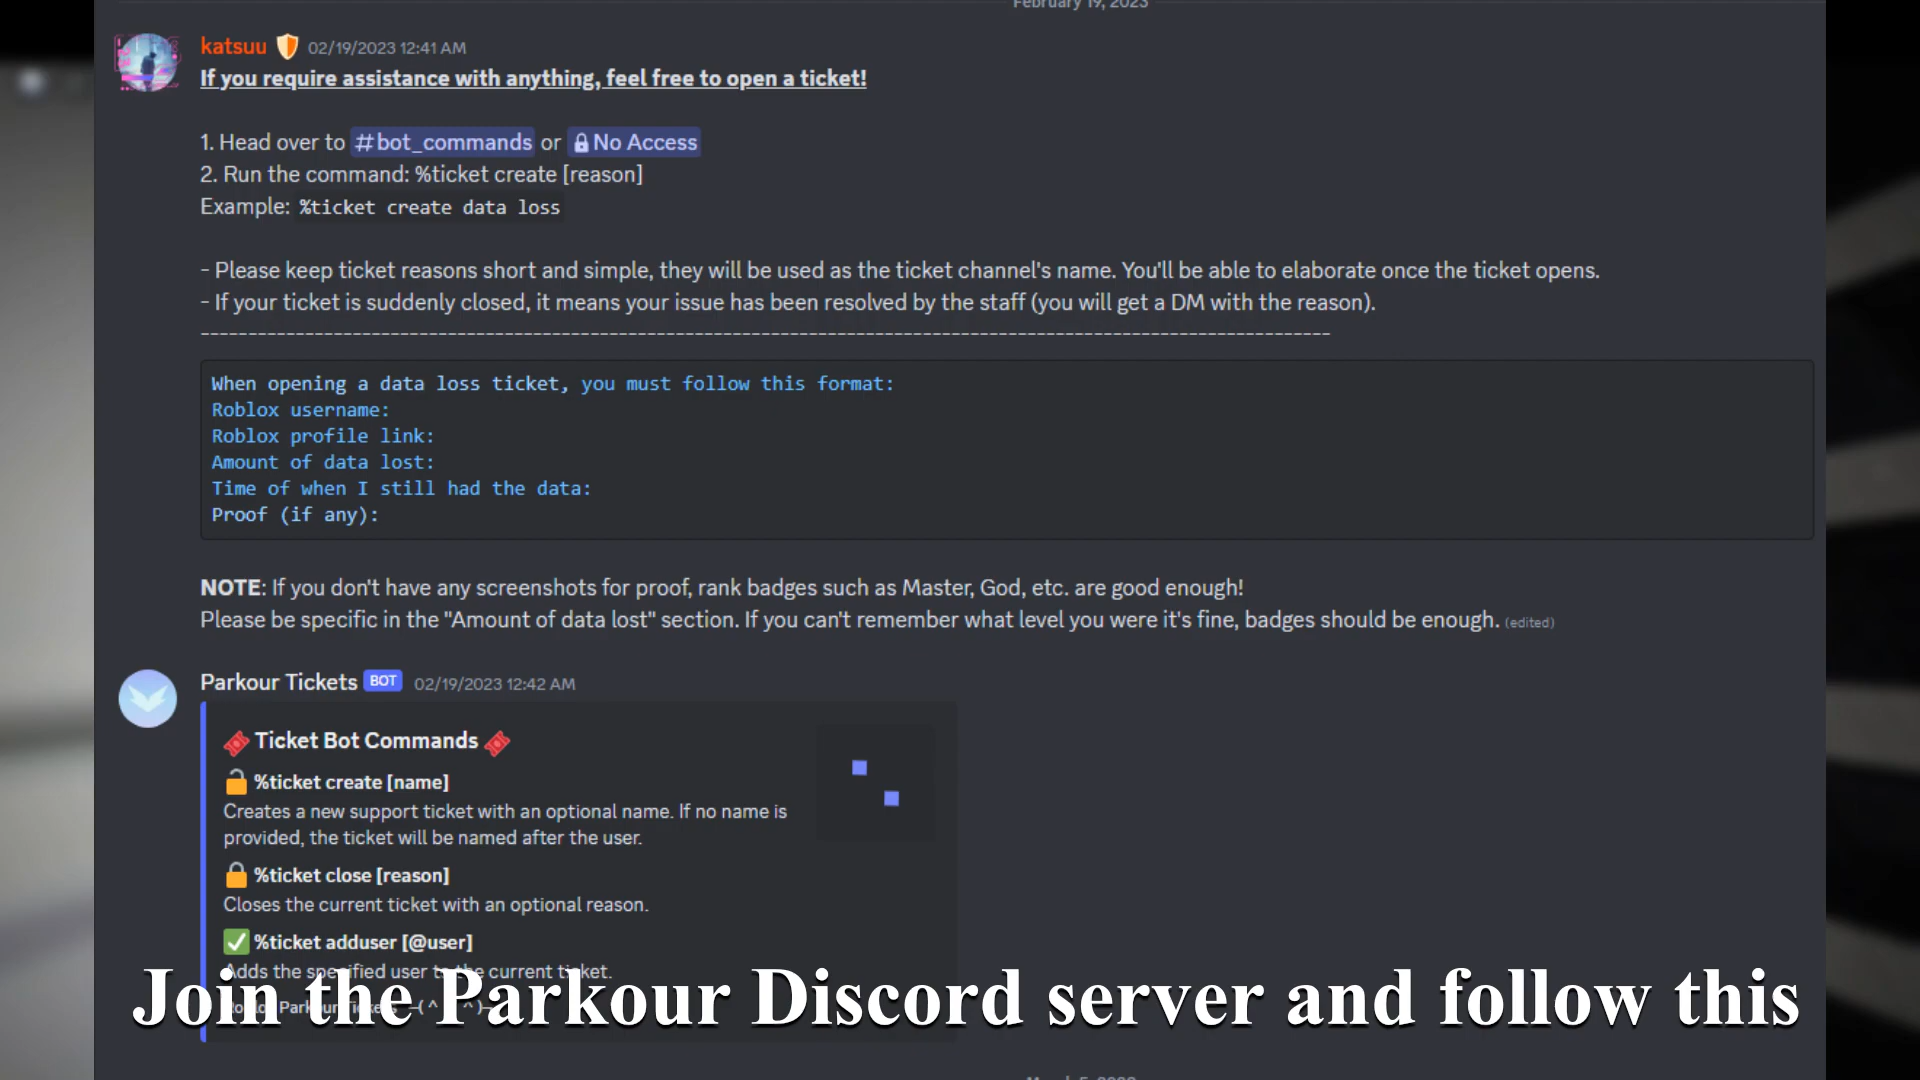 February 19, 2023
katsuu 02/19/2023 12:41 AM
If you require assistance with anything, feel free to open a ticket!
1. Head over to #bot_commands or No Access
2. Run the command: %ticket create [reason]
Example: %ticket create data loss
- Please keep ticket reasons short and simple, they will be used as the ticket channel's name. You'll be able to elaborate once the ticket opens.
- If your ticket is suddenly closed, it means your issue has been resolved by the staff (you will get a DM with the reason).
When opening a data loss ticket, you must follow this format:
Roblox username:
Roblox profile link:
Amount of data lost:
Time of when I still had the data:
Proof (if any):
NOTE: If you don't have any screenshots for proof, rank badges such as Master, God, etc. are good enough!
Please be specific in the "Amount of data lost" section. If you can't remember what level you were it's fine, badges should be enough. (edited)
Parkour Tickets BOT 02/19/2023 12:42 AM
Ticket Bot Commands
%ticket create [name]
Creates a new support ticket with an optional name. If no name is
provided, the ticket will be named after the user.
%ticket close [reason]
Closes the current ticket with an optional reason.
%ticket adduser [@user]
Adds the specified user to the current ticket.
Join the Parkour Discord server and follow this